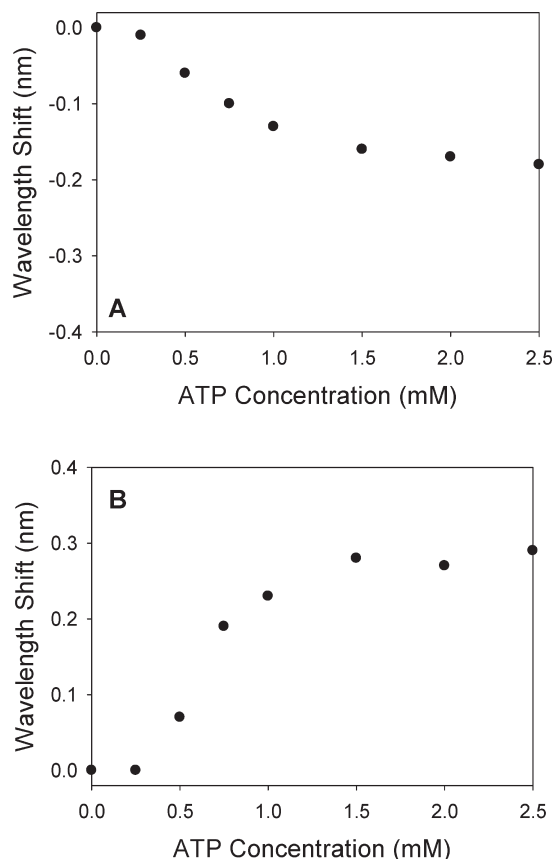 0.0
-0.1
-0.2
-0.3
-0.4
Wavelength Shift (nm)
A
0.0 0.5 1.0 1.5 2.0 2.5
ATP Concentration (mM)
0.4
0.3
0.2
0.1
0.0
Wavelength Shift (nm)
B
0.0 0.5 1.0 1.5 2.0 2.5
ATP Concentration (mM)